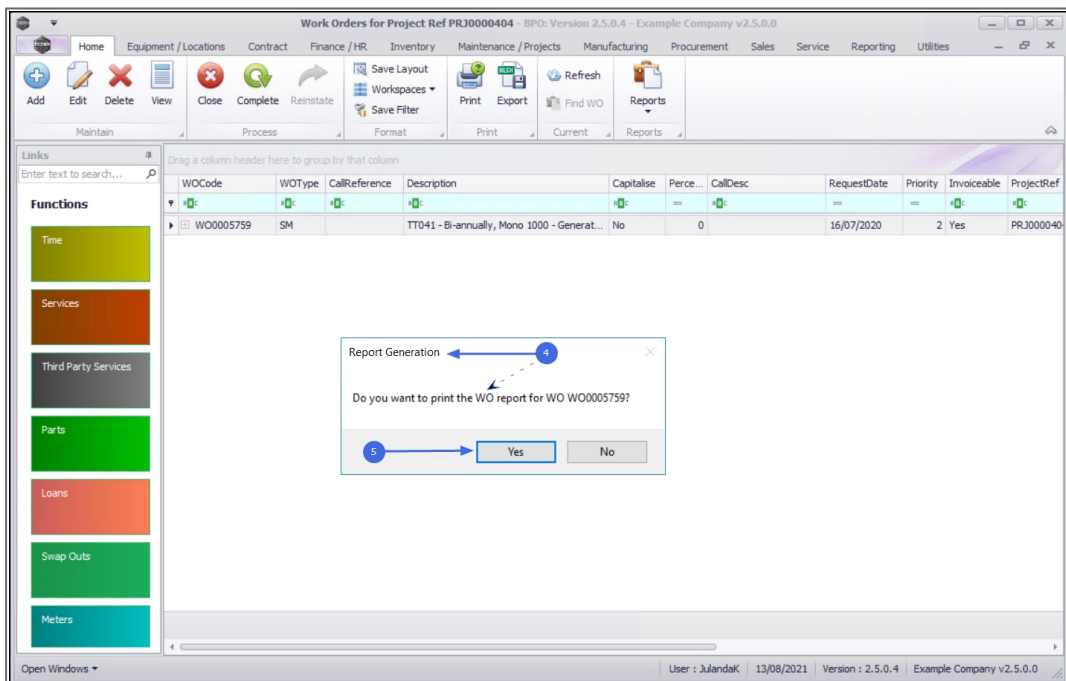 Work Orders for Project Ref PRJ0000404 - BPO: Version 2.5.0.4 - Example Company v2.5.0.0
Home Equipment / Locations Contract Finance / HR Inventory Maintenance / Projects Manufacturing Procurement Sales Service Reporting Utilities
Add Edit Delete View Close Complete Reinstate Save Layout Workspaces Save Filter Print Export Refresh Find WO Reports
Maintain Process Format Print Current Reports
Links
Enter text to search...
Drag a column header here to group by that column
WOCode WOType CallReference Description Capitalise Perce... CallDesc RequestDate Priority Invoiceable ProjectRef
Functions
WO0005759 SM TT041 - Bi-annually, Mono 1000 - Generat... No 0 16/07/2020 2 Yes PRJ000040
Time
Services
Third Party Services
Parts
Loans
Swap Outs
Meters
Report Generation 4
Do you want to print the WO report for WO WO0005759?
5 Yes No
Open Windows User : JulandaK 13/08/2021 Version : 2.5.0.4 Example Company v2.5.0.0